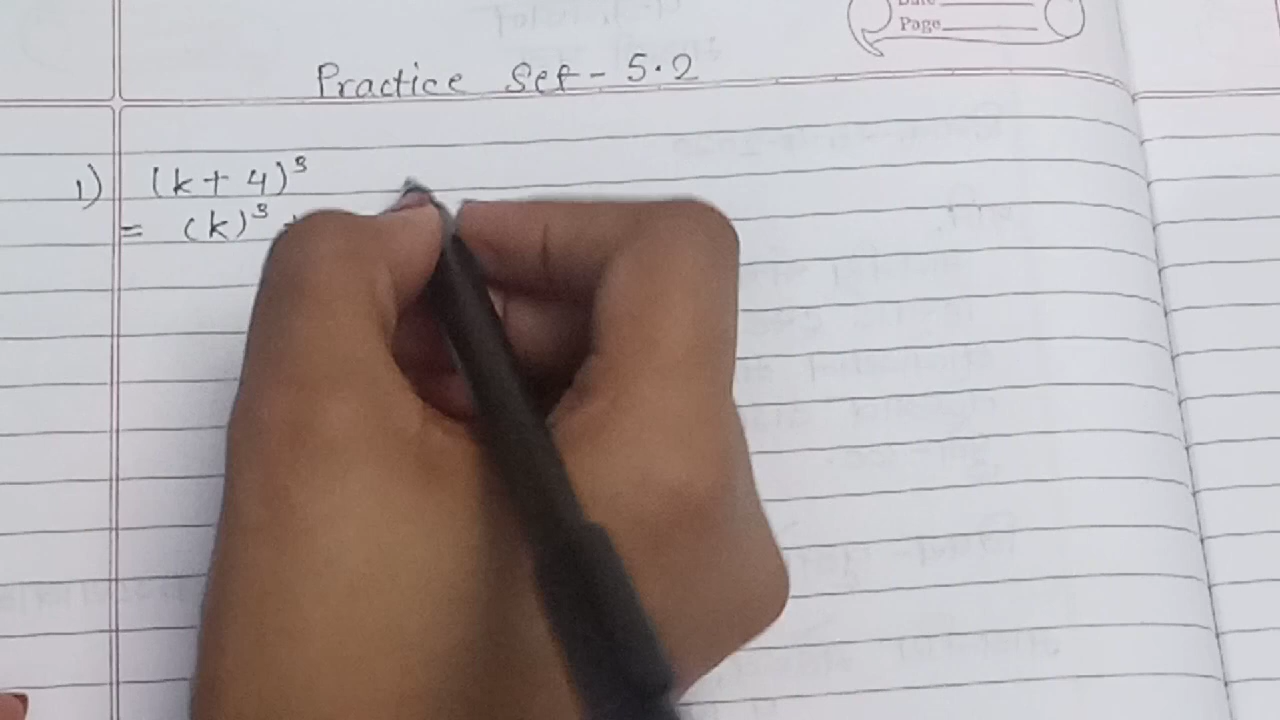 Page
Practice Set - 5.2
1) (k + 4)³
= (k)³ +